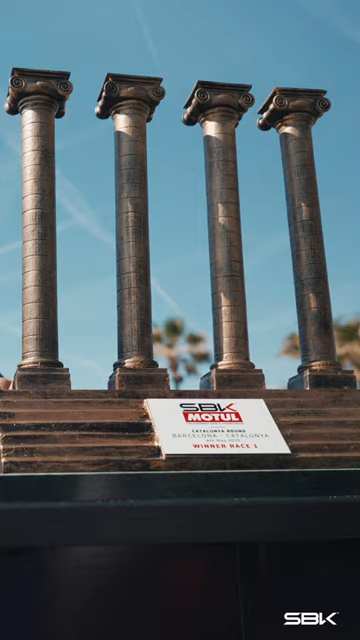 SBK
MOTUL
CATALUNYA ROUND
BARCELONA - CATALUNYA
WINNER RACE 1
SBK